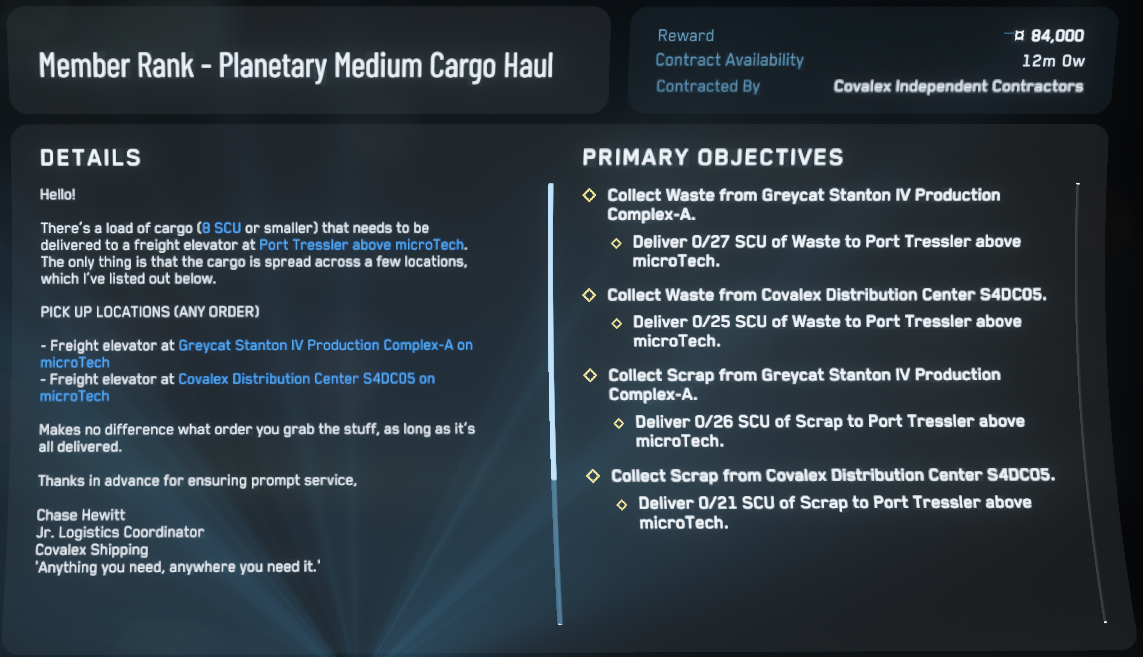 Member Rank - Planetary Medium Cargo Haul
Reward ¤ 84,000
Contract Availability 12m 0w
Contracted By Covalex Independent Contractors
DETAILS
Hello!
There's a load of cargo (8 SCU or smaller) that needs to be
delivered to a freight elevator at Port Tressler above microTech.
The only thing is that the cargo is spread across a few locations,
which I've listed out below.
PICK UP LOCATIONS (ANY ORDER)
- Freight elevator at Greycat Stanton IV Production Complex-A on
microTech
- Freight elevator at Covalex Distribution Center S4DC05 on
microTech
Makes no difference what order you grab the stuff, as long as it's
all delivered.
Thanks in advance for ensuring prompt service,
Chase Hewitt
Jr. Logistics Coordinator
Covalex Shipping
'Anything you need, anywhere you need it.'
PRIMARY OBJECTIVES
Collect Waste from Greycat Stanton IV Production
Complex-A.
Deliver 0/27 SCU of Waste to Port Tressler above
microTech.
Collect Waste from Covalex Distribution Center S4DC05.
Deliver 0/25 SCU of Waste to Port Tressler above
microTech.
Collect Scrap from Greycat Stanton IV Production
Complex-A.
Deliver 0/26 SCU of Scrap to Port Tressler above
microTech.
Collect Scrap from Covalex Distribution Center S4DC05.
Deliver 0/21 SCU of Scrap to Port Tressler above
microTech.